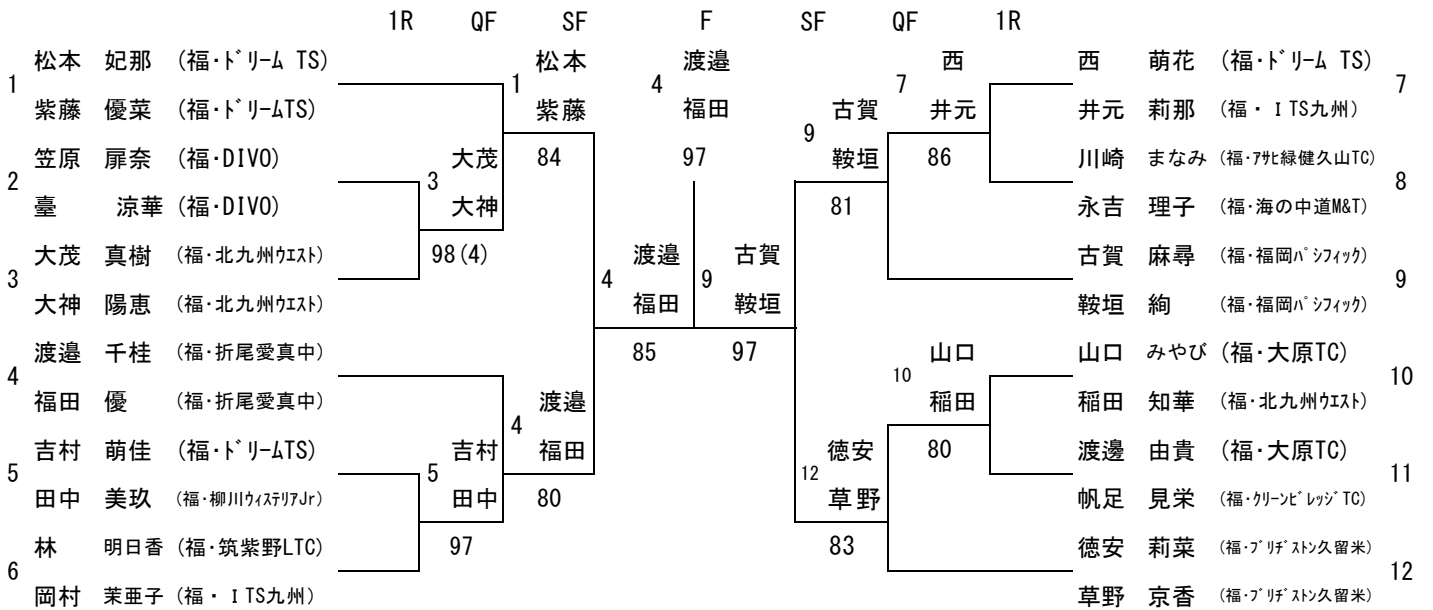 1R QF SF F SF QF 1R
松本 妃那 (福・ドリーム TS) 松本 渡邉 西 西 萌花 (福・ドリーム TS)
1 1 4 7 7
紫藤 優菜 (福・ドリームTS) 紫藤 福田 古賀 井元 井元 莉那 (福・ITS九州)
9
笠原 扉奈 (福・DIVO) 大茂 84 97 鞍垣 86 川崎 まなみ (福・アサヒ緑健久山TC)
2 3 8
臺 涼華 (福・DIVO) 大神 81 永吉 理子 (福・海の中道M&T)
大茂 真樹 (福・北九州ウエスト) 98(4) 渡邉 古賀 古賀 麻尋 (福・福岡パシフィック)
3 4 9 9
大神 陽恵 (福・北九州ウエスト) 福田 鞍垣 鞍垣 絢 (福・福岡パシフィック)
渡邉 千桂 (福・折尾愛真中) 85 97 山口 山口 みやび (福・大原TC)
4 10 10
福田 優 (福・折尾愛真中) 渡邉 稲田 稲田 知華 (福・北九州ウエスト)
4
吉村 萌佳 (福・ドリームTS) 吉村 福田 徳安 80 渡邊 由貴 (福・大原TC)
5 5 12 11
田中 美玖 (福・柳川ウィステリアJr) 田中 80 草野 帆足 見栄 (福・クリーンビレッジTC)
林 明日香 (福・筑紫野LTC) 97 83 徳安 莉菜 (福・ブリヂストン久留米)
6 12
岡村 茉亜子 (福・ITS九州) 草野 京香 (福・ブリヂストン久留米)